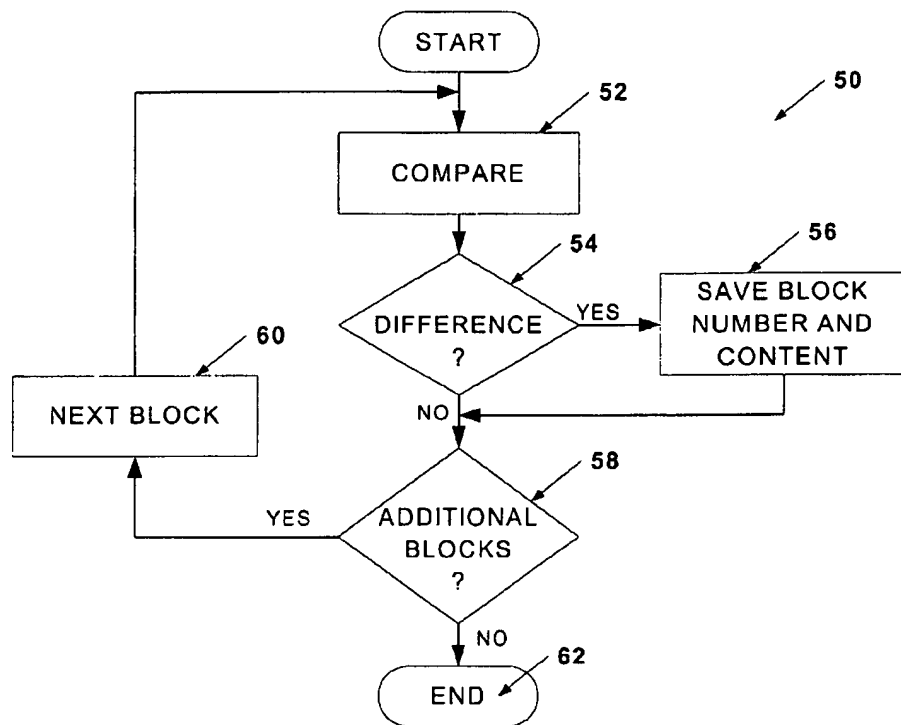 START
52
50
COMPARE
54
56
DIFFERENCE
?
YES
SAVE BLOCK
NUMBER AND
CONTENT
60
NEXT BLOCK
NO
58
YES
ADDITIONAL
BLOCKS
?
NO
62
END